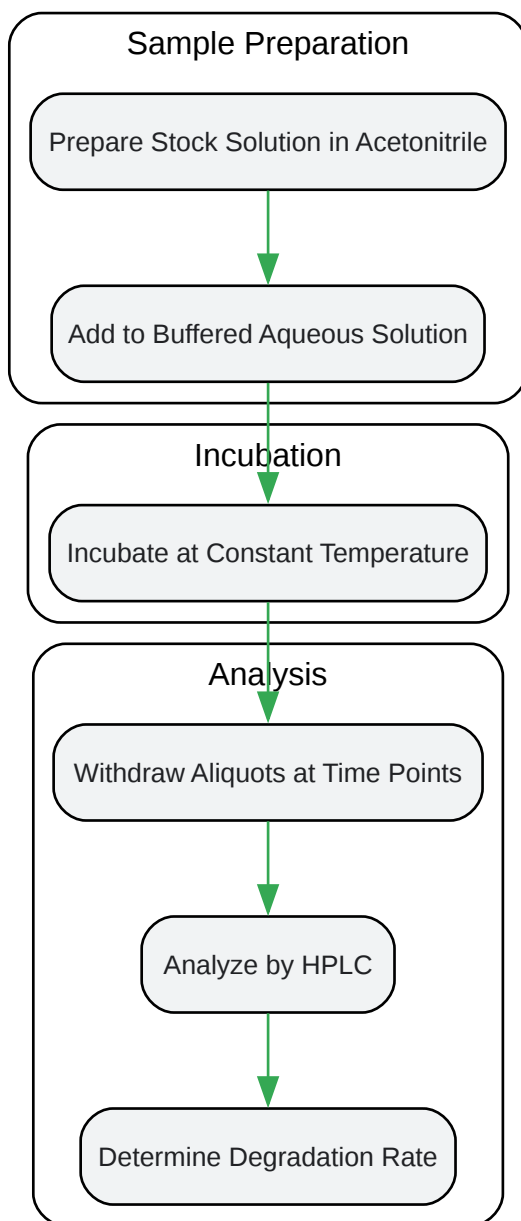 Sample Preparation
Prepare Stock Solution in Acetonitrile
Add to Buffered Aqueous Solution
Incubation
Incubate at Constant Temperature
Analysis
Withdraw Aliquots at Time Points
Analyze by HPLC
Determine Degradation Rate